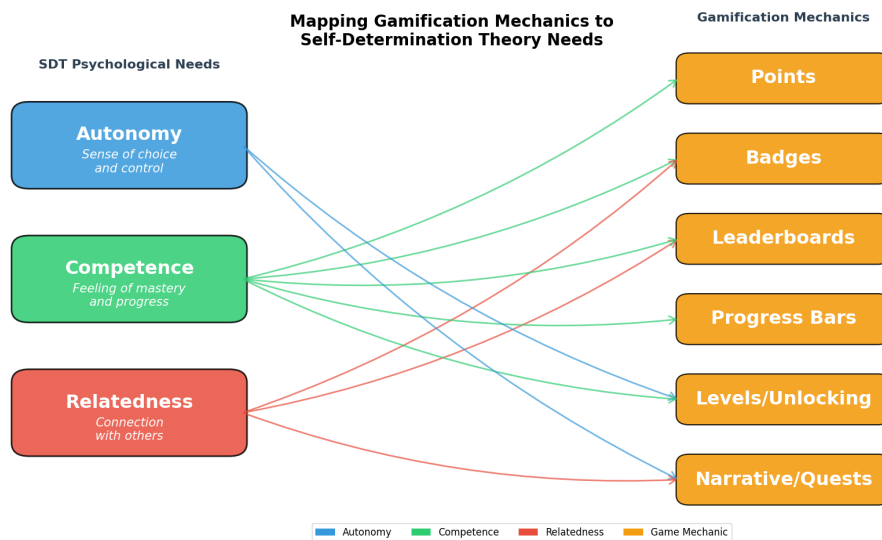 Mapping Gamification Mechanics to
Self-Determination Theory Needs
SDT Psychological Needs
Autonomy
Sense of choice
and control
Competence
Feeling of mastery
and progress
Relatedness
Connection
with others
Gamification Mechanics
Points
Badges
Leaderboards
Progress Bars
Levels/Unlocking
Narrative/Quests
Autonomy
Competence
Relatedness
Game Mechanic